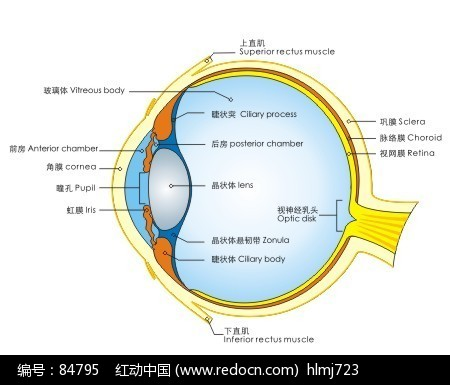 上直肌
Superior rectus muscle
玻璃体 Vitreous body
睫状突 Ciliary process
巩膜 Sclera
脉络膜 Choroid
前房 Anterior chamber
后房 posterior chamber
视网膜 Retina
角膜 cornea
瞳孔 Pupil
晶状体 lens
虹膜 Iris
视神经乳头
Optic disk
晶状体悬韧带 Zonula
睫状体 Ciliary body
下直肌
Inferior rectus muscle
编号：84795 红动中国 (www.redocn.com) hlmj723